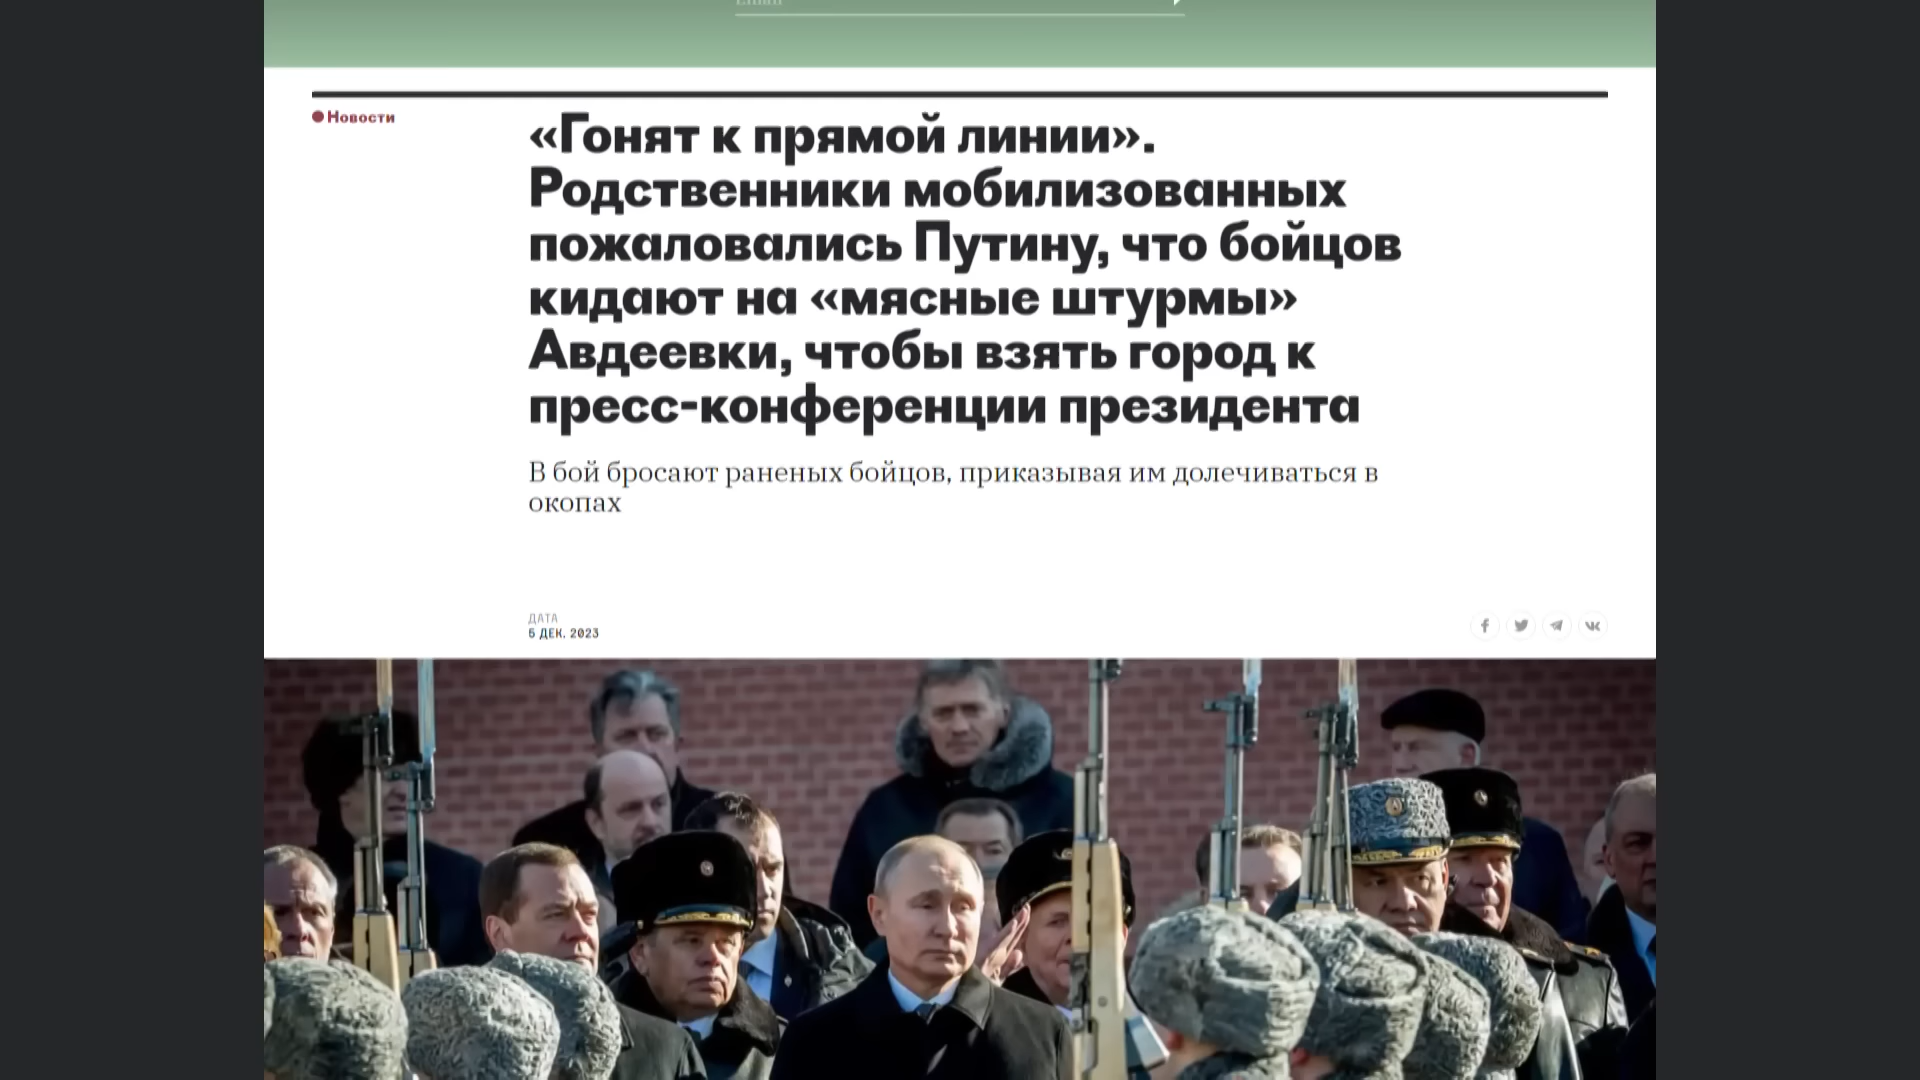 Новости
«Гонят к прямой линии».
Родственники мобилизованных
пожаловались Путину, что бойцов
кидают на «мясные штурмы»
Авдеевки, чтобы взять город к
пресс-конференции президента
В бой бросают раненых бойцов, приказывая им долечиваться в
окопах
ДАТА
5 ДЕК. 2023